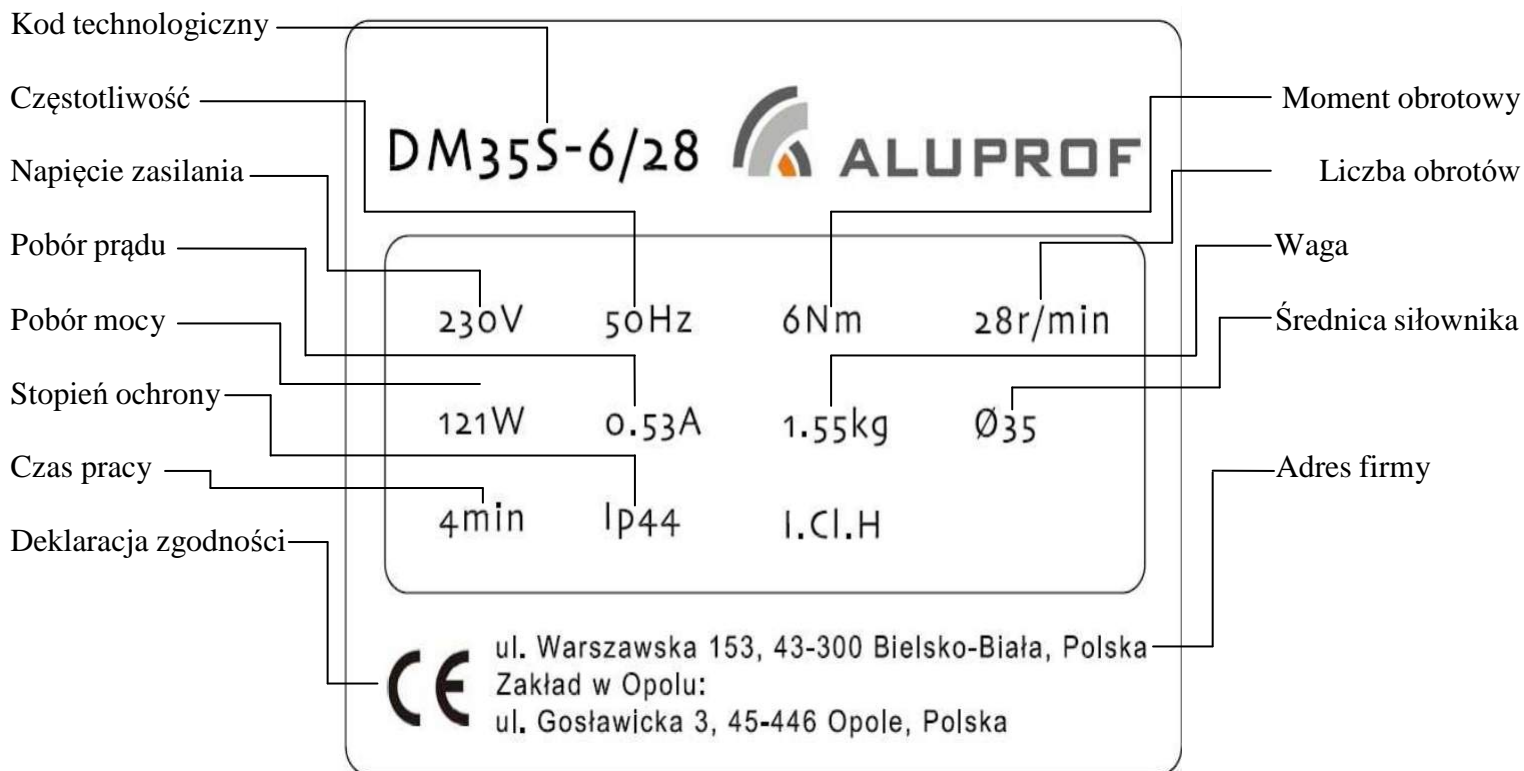 Kod technologiczny
Częstotliwość
Napięcie zasilania
Pobór prądu
Pobór mocy
Stopień ochrony
Czas pracy
Deklaracja zgodności
DM35S-6/28 ALUPROF
230V 50Hz 6Nm 28r/min
121W 0.53A 1.55kg Ø35
4min Ip44 I.Cl.H
ul. Warszawska 153, 43-300 Bielsko-Biała, Polska
Zakład w Opolu:
ul. Gosławicka 3, 45-446 Opole, Polska
CE
Moment obrotowy
Liczba obrotów
Waga
Średnica siłownika
Adres firmy